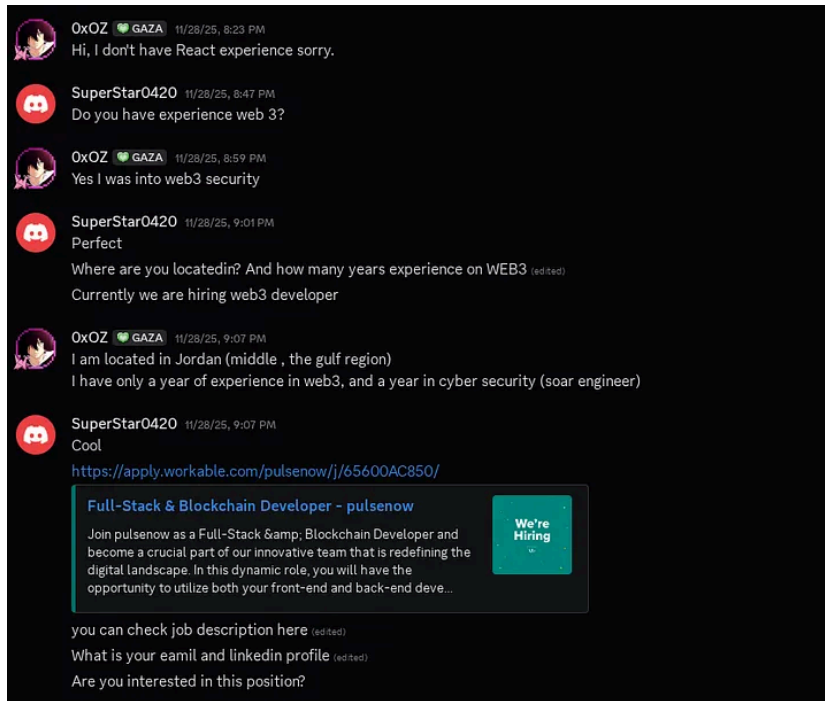 0xOZ 💚 GAZA 11/28/25, 8:23 PM
Hi, I don't have React experience sorry.
SuperStar0420 11/28/25, 8:47 PM
Do you have experience web 3?
0xOZ 💚 GAZA 11/28/25, 8:59 PM
Yes I was into web3 security
SuperStar0420 11/28/25, 9:01 PM
Perfect
Where are you locatedin? And how many years experience on WEB3 (edited)
Currently we are hiring web3 developer
0xOZ 💚 GAZA 11/28/25, 9:07 PM
I am located in Jordan (middle , the gulf region)
I have only a year of experience in web3, and a year in cyber security (soar engineer)
SuperStar0420 11/28/25, 9:07 PM
Cool
https://apply.workable.com/pulsenow/j/65600AC850/
Full-Stack & Blockchain Developer - pulsenow
Join pulsenow as a Full-Stack &amp; Blockchain Developer and
become a crucial part of our innovative team that is redefining the
digital landscape. In this dynamic role, you will have the
opportunity to utilize both your front-end and back-end deve...
We're
Hiring
you can check job description here (edited)
What is your eamil and linkedin profile (edited)
Are you interested in this position?